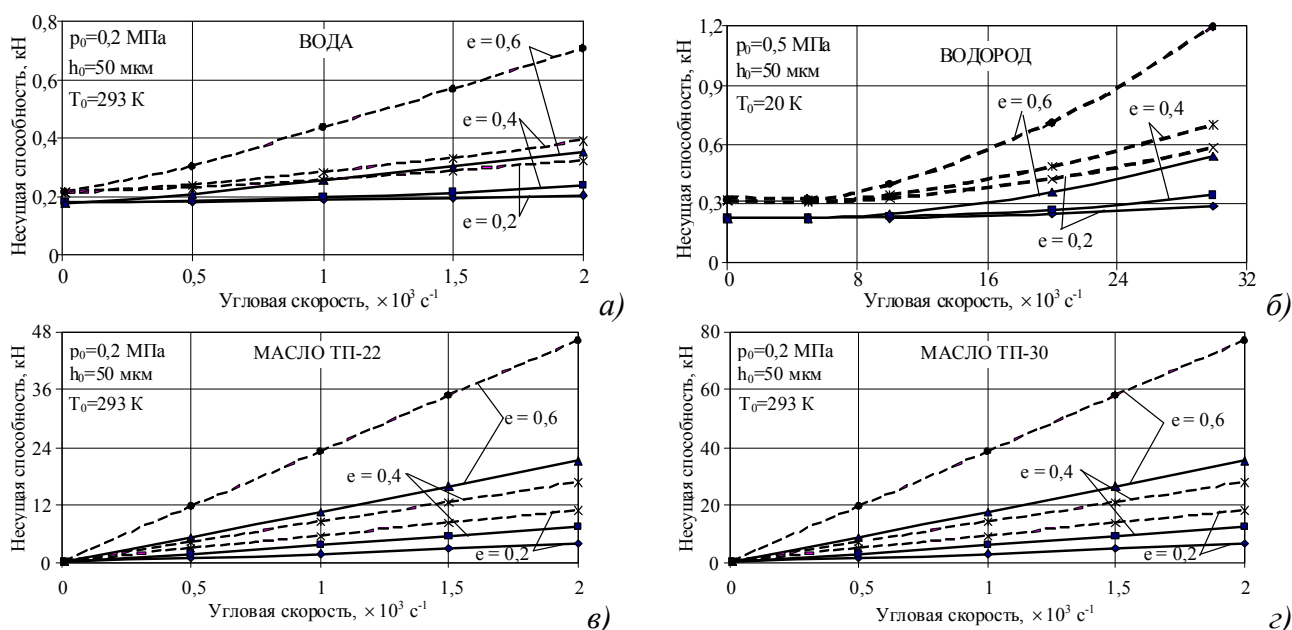 Несущая способность, кН
0,8
0,6
0,4
0,2
0
p₀=0,2 МПа
h₀=50 мкм
T₀=293 К
ВОДА
e = 0,6
e = 0,4
e = 0,2
0 0,5 1 1,5 2
Угловая скорость, ×10³ с⁻¹
а)
Несущая способность, кН
1,2
0,9
0,6
0,3
0
p₀=0,5 МПа
h₀=50 мкм
T₀=20 К
ВОДОРОД
e = 0,6
e = 0,4
e = 0,2
0 8 16 24 32
Угловая скорость, ×10³ с⁻¹
б)
Несущая способность, кН
48
36
24
12
0
p₀=0,2 МПа
h₀=50 мкм
T₀=293 К
МАСЛО ТП-22
e = 0,6
e = 0,4
e = 0,2
0 0,5 1 1,5 2
Угловая скорость, ×10³ с⁻¹
в)
Несущая способность, кН
80
60
40
20
0
p₀=0,2 МПа
h₀=50 мкм
T₀=293 К
МАСЛО ТП-30
e = 0,6
e = 0,4
e = 0,2
0 0,5 1 1,5 2
Угловая скорость, ×10³ с⁻¹
г)